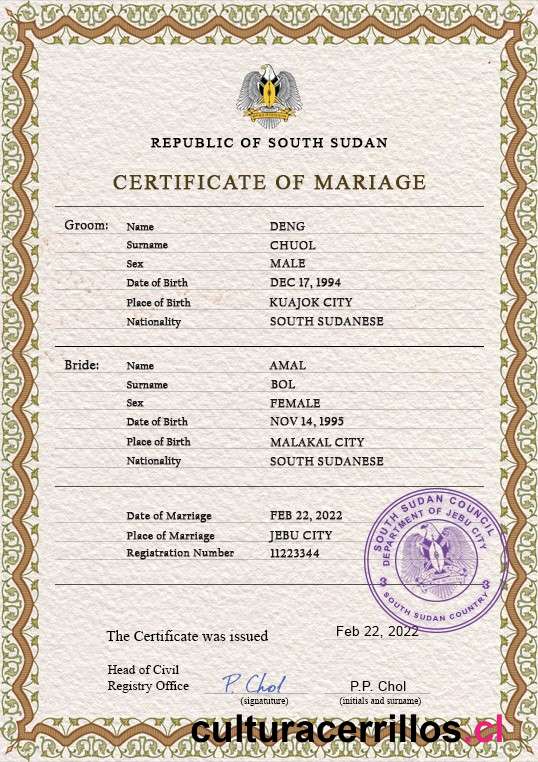 REPUBLIC OF SOUTH SUDAN
CERTIFICATE OF MARIAGE
Groom: Name DENG
Surname CHUOL
Sex MALE
Date of Birth DEC 17, 1994
Place of Birth KUAJOK CITY
Nationality SOUTH SUDANESE
Bride: Name AMAL
Surname BOL
Sex FEMALE
Date of Birth NOV 14, 1995
Place of Birth MALAKAL CITY
Nationality SOUTH SUDANESE
Date of Marriage FEB 22, 2022
Place of Marriage JEBU CITY
Registration Number 11223344
SOUTH SUDAN COUNCIL
DEPARTMENT OF JEBU CITY
3 3
SOUTH SUDAN COUNTRY
The Certificate was issued Feb 22, 2022
Head of Civil
Registry Office P. Chol P.P. Chol
(signatuture) (initials and surname)
culturacerrillos.cl